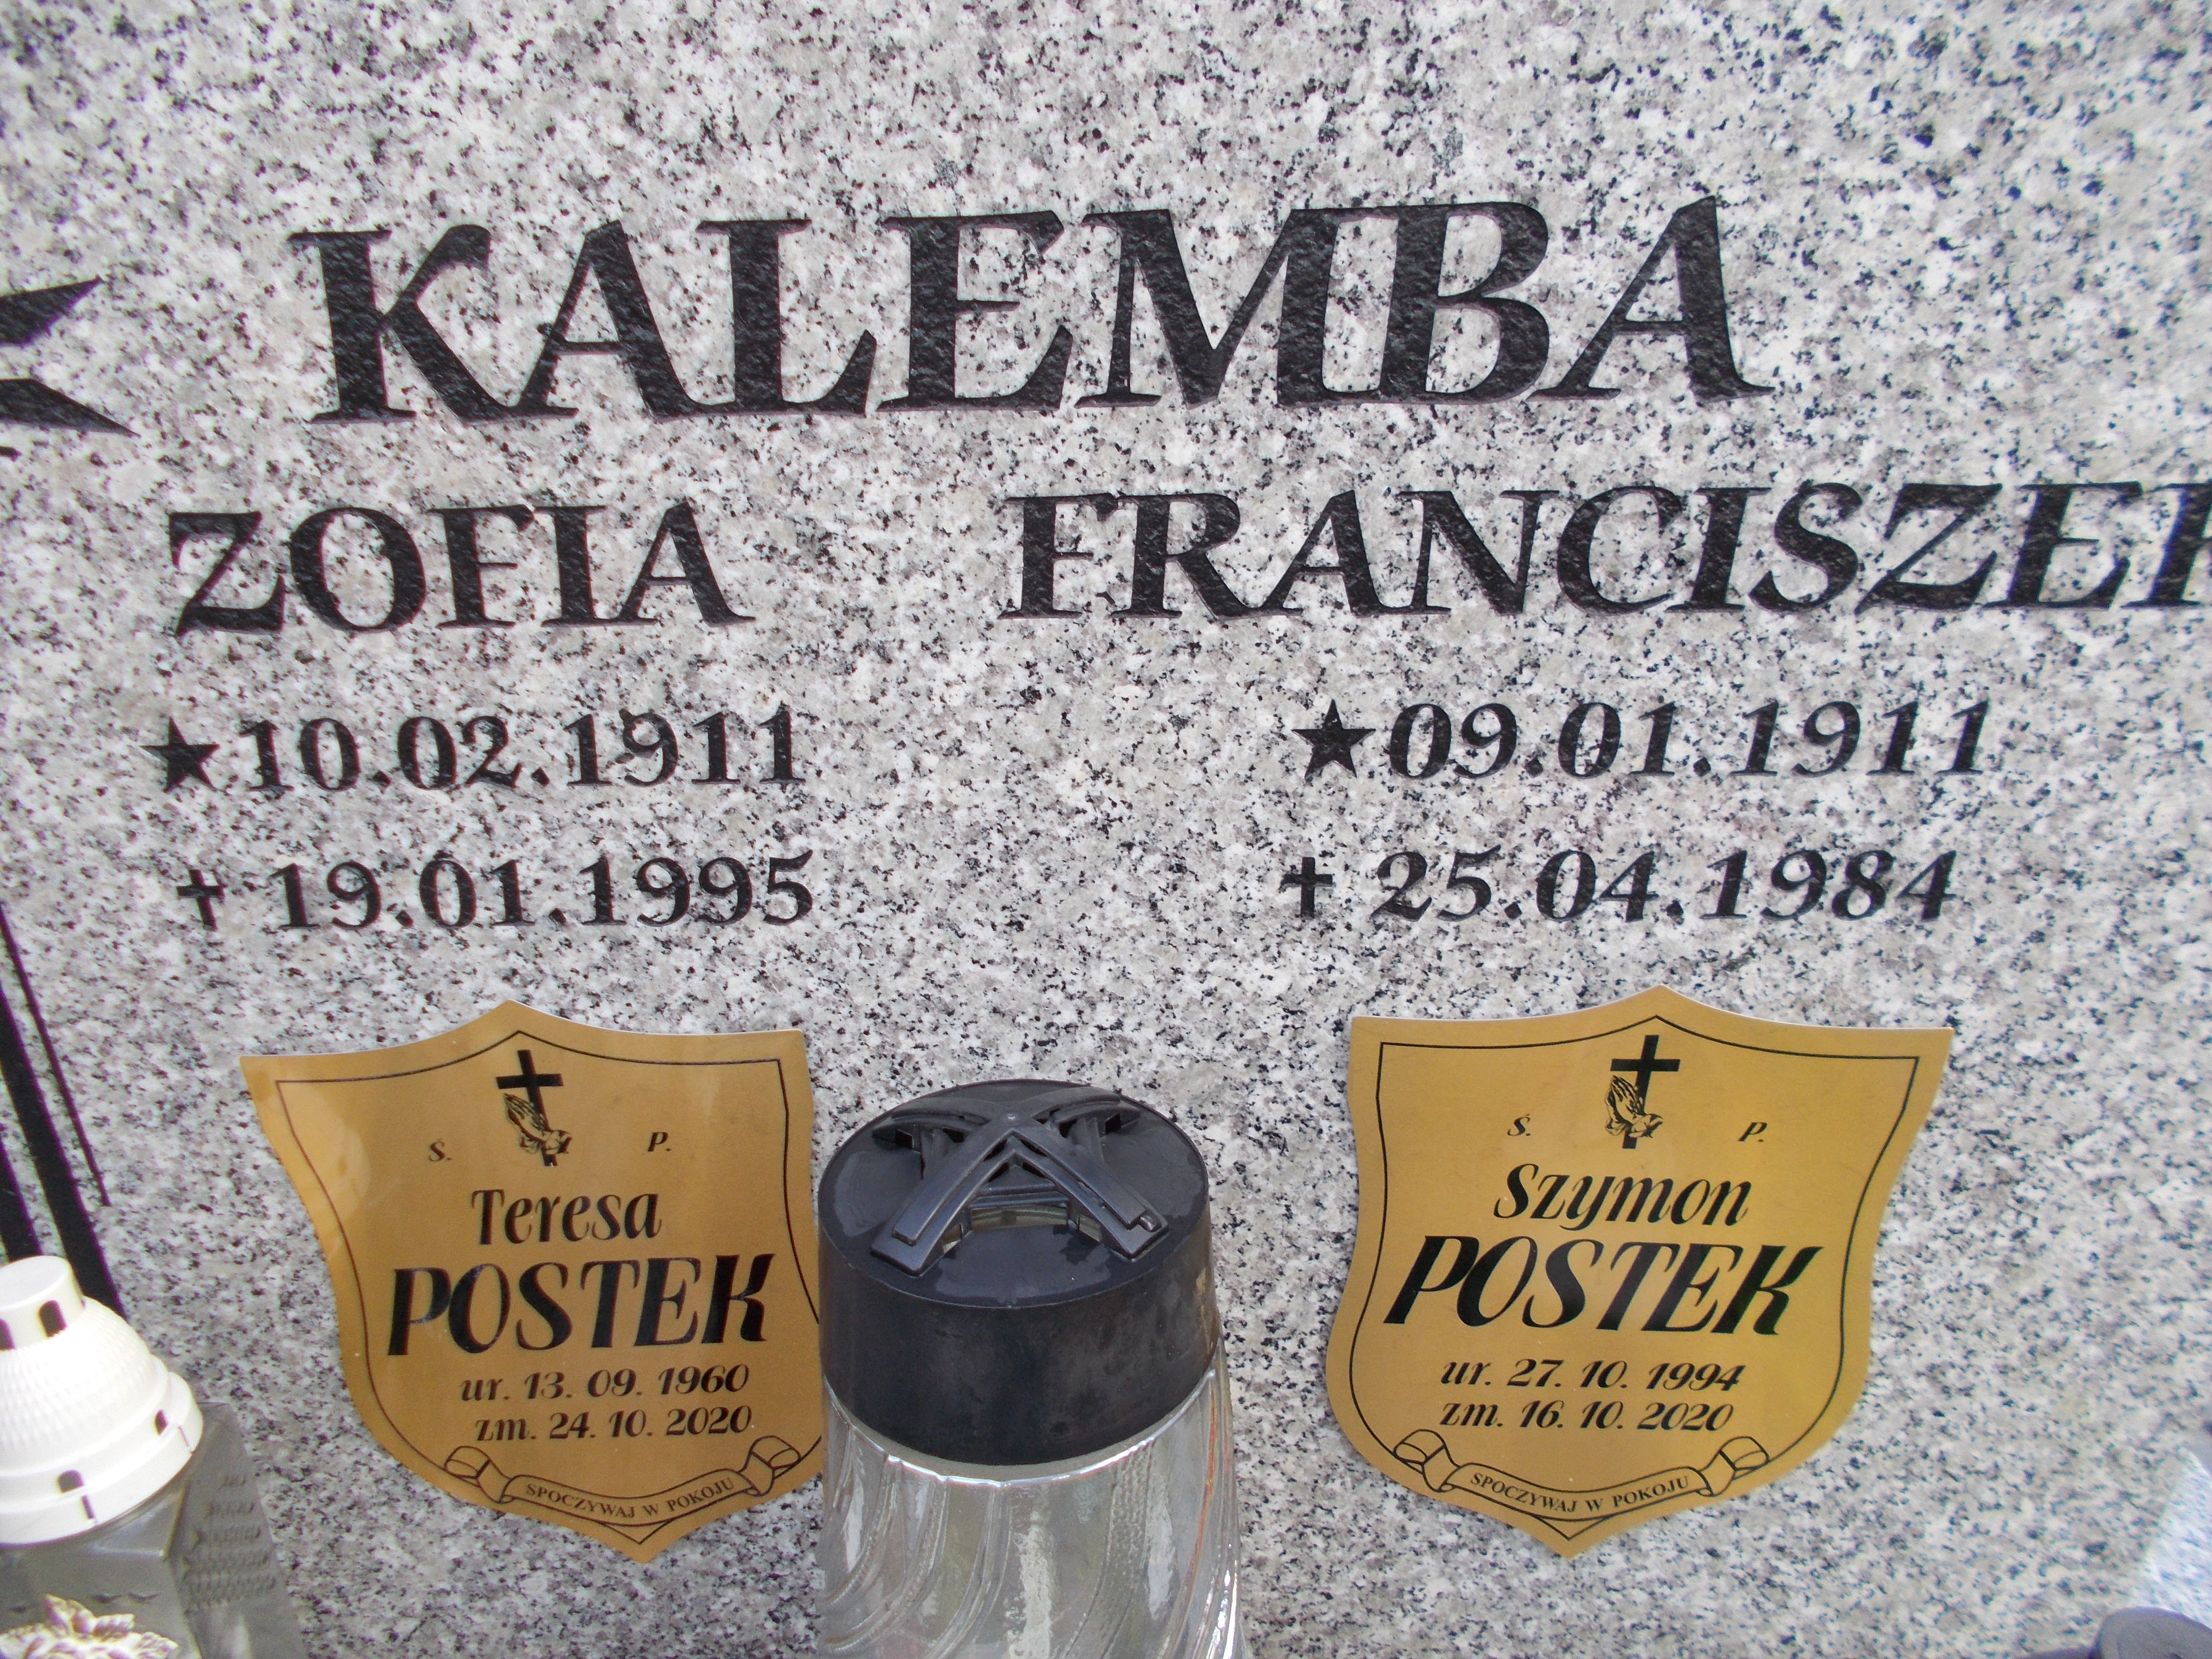 KALEMBA
ZOFIA
★10.02.1911
✝ 19.01.1995
FRANCISZEK
★09.01.1911
✝ 25.04.1984
Ś. P.
Teresa
POSTEK
ur. 13. 09. 1960
zm. 24. 10. 2020
SPOCZYWAJ W POKOJU
Ś. P.
Szymon
POSTEK
ur. 27. 10. 1994
zm. 16. 10. 2020
SPOCZYWAJ W POKOJU